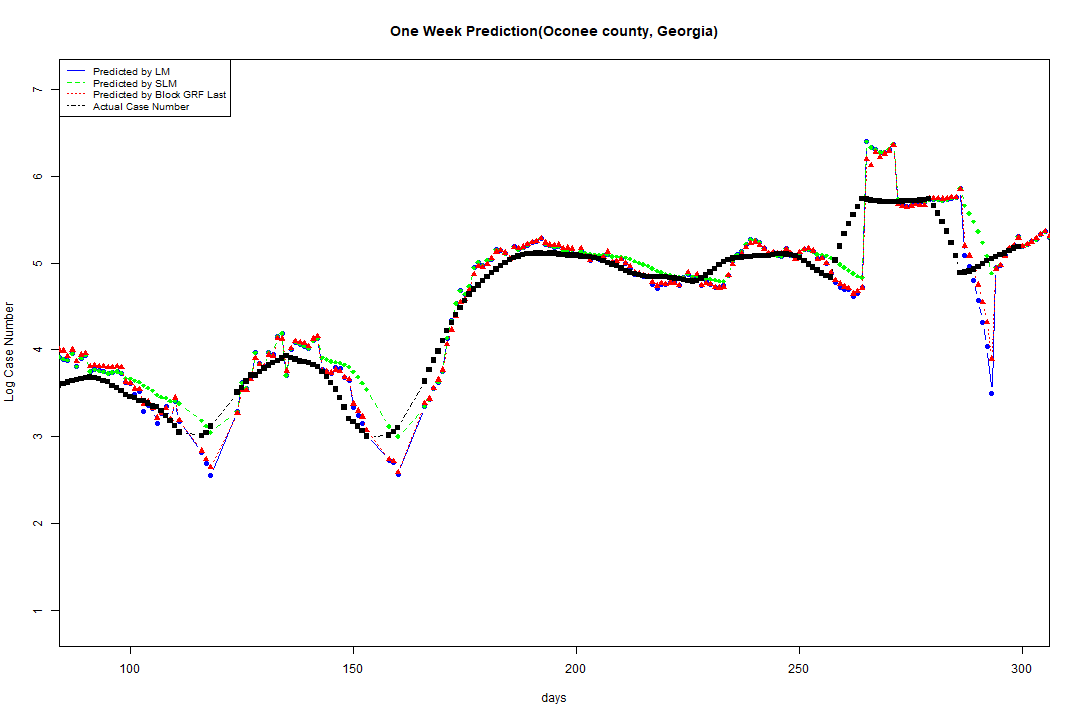 One Week Prediction(Oconee county, Georgia)
Predicted by LM
Predicted by SLM
Predicted by Block GRF Last
Actual Case Number
7
6
5
4
3
2
1
Log Case Number
100 150 200 250 300
days